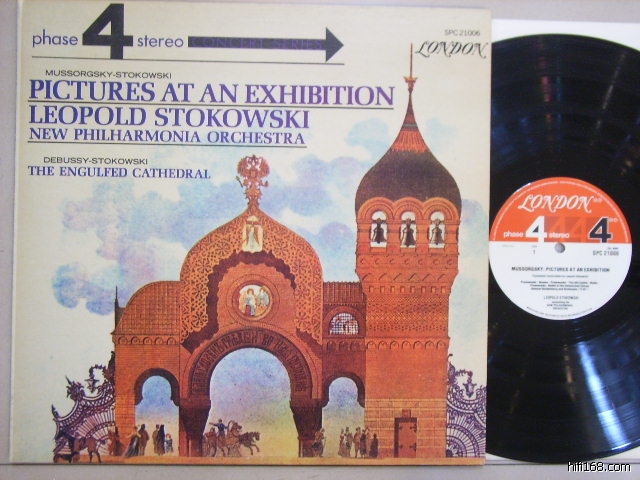 phase 4 stereo CONCERT SERIES
SPC 21006
LONDON
MUSSORGSKY-STOKOWSKI
PICTURES AT AN EXHIBITION
LEOPOLD STOKOWSKI
NEW PHILHARMONIA ORCHESTRA
DEBUSSY-STOKOWSKI
THE ENGULFED CATHEDRAL
LONDON
phase 4 stereo 4
1
SPC 21006
MUSSORGSKY: PICTURES AT AN EXHIBITION
LEOPOLD STOKOWSKI
hifi168.com